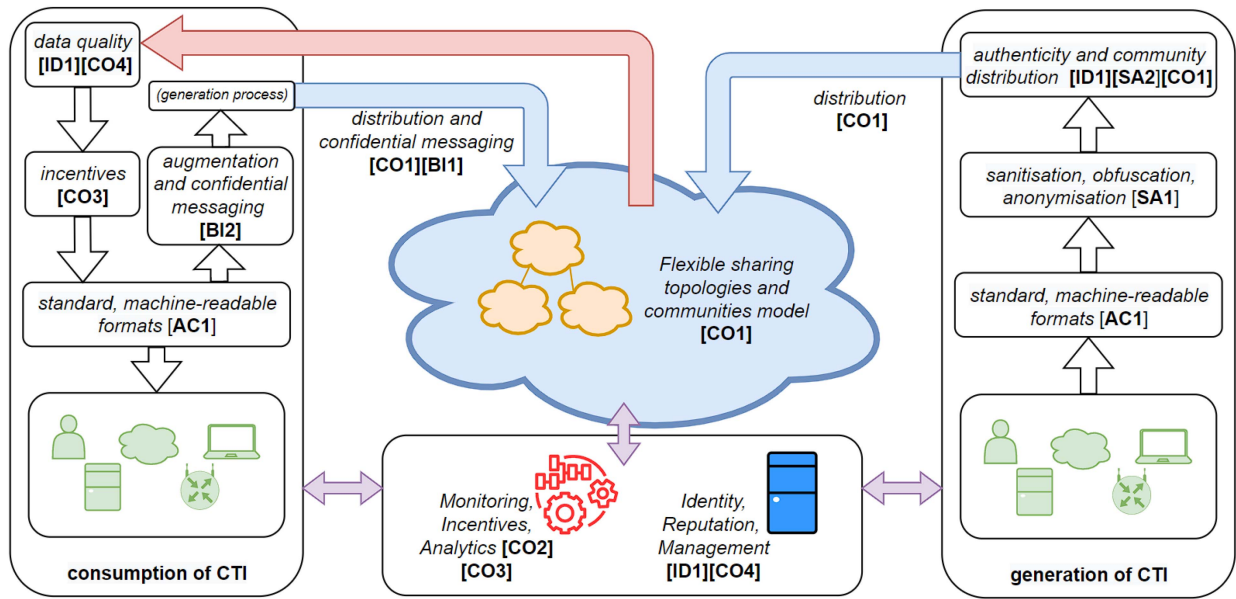 data quality
[ID1][CO4]
(generation process)
incentives
[CO3]
augmentation
and confidential
messaging
[BI2]
standard, machine-readable
formats [AC1]
consumption of CTI
distribution and
confidential messaging
[CO1][BI1]
distribution
[CO1]
Flexible sharing
topologies and
communities model
[CO1]
Monitoring,
Incentives,
Analytics [CO2]
[CO3]
Identity,
Reputation,
Management
[ID1][CO4]
authenticity and community
distribution [ID1][SA2][CO1]
sanitisation, obfuscation,
anonymisation [SA1]
standard, machine-readable
formats [AC1]
generation of CTI